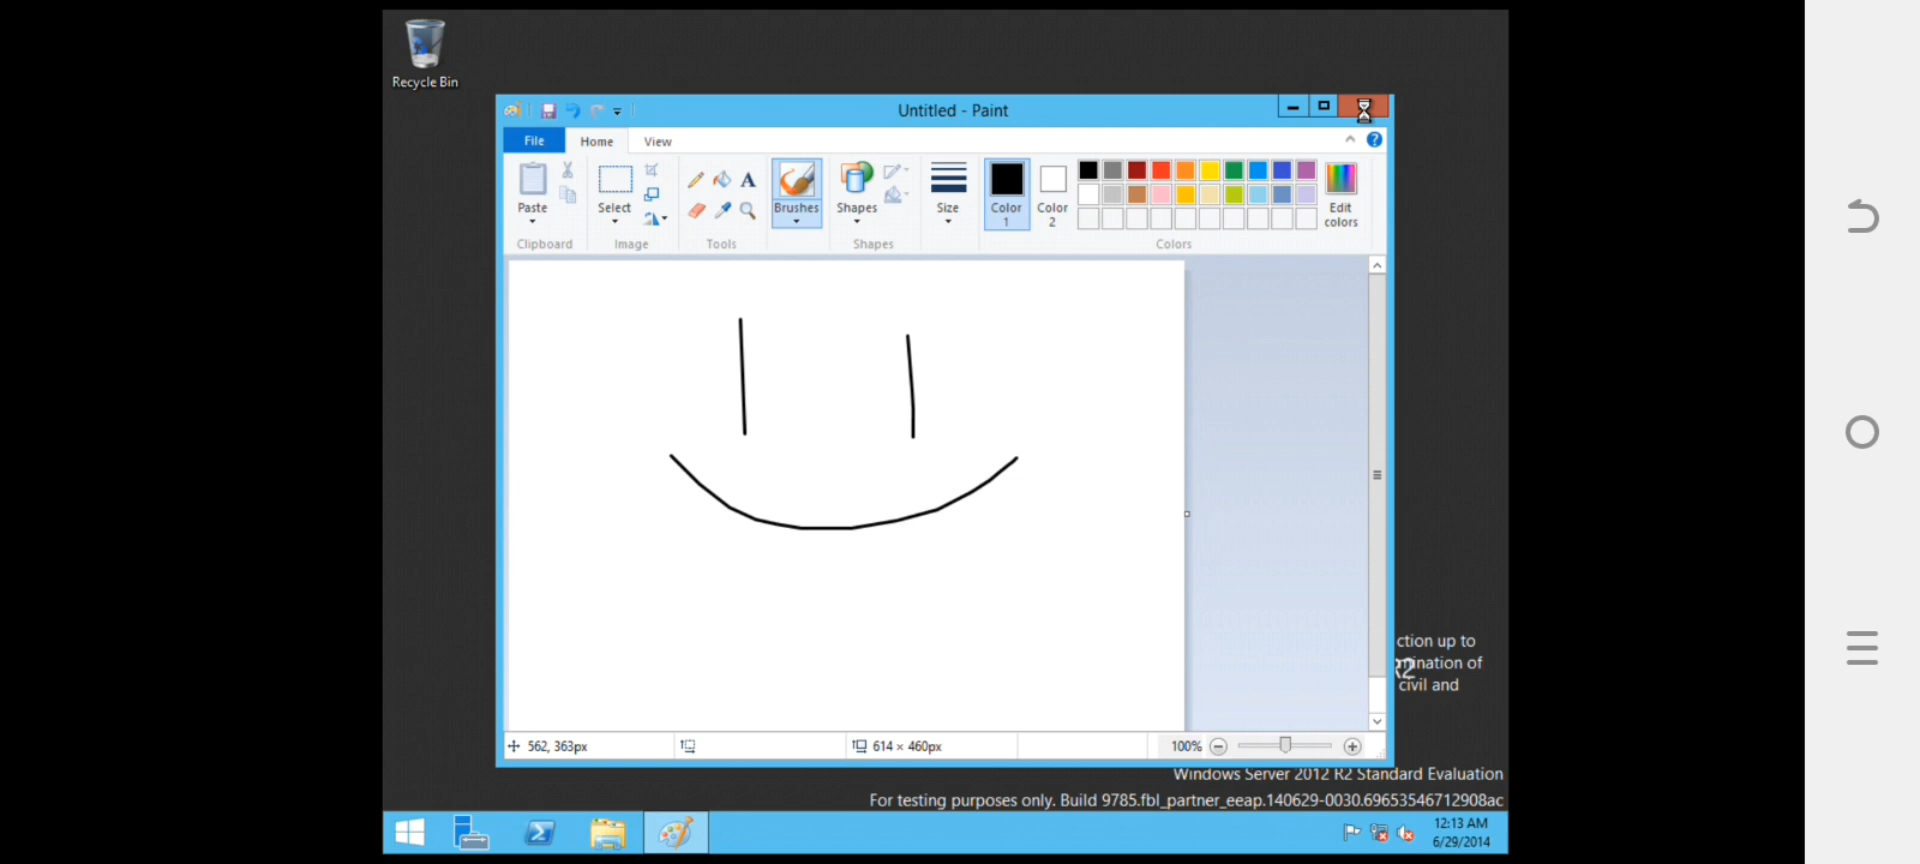 Recycle Bin
Untitled - Paint
File
Home
View
Paste
Select
Brushes
Shapes
Size
Color 1
Color 2
Edit colors
Clipboard
Image
Tools
Shapes
Colors
ction up to
mination of
R2
civil and
562, 363px
614 × 460px
100%
Windows Server 2012 R2 Standard Evaluation
For testing purposes only. Build 9785.fbl_partner_eeap.140629-0030.69653546712908ac
12:13 AM
6/29/2014